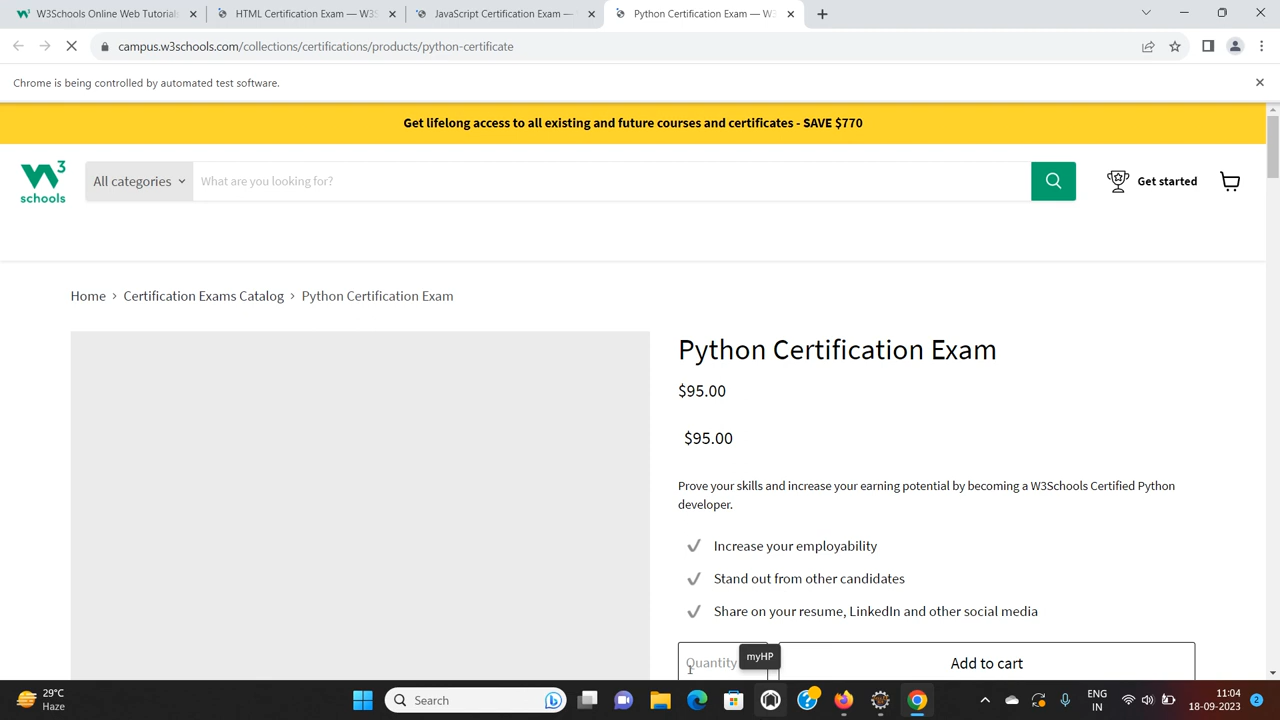 W3Schools Online Web Tutorial
HTML Certification Exam — W3S
JavaScript Certification Exam —
Python Certification Exam — W3
campus.w3schools.com/collections/certifications/products/python-certificate
Chrome is being controlled by automated test software.
Get lifelong access to all existing and future courses and certificates - SAVE $770
W3 schools
All categories
What are you looking for?
Get started
Home › Certification Exams Catalog › Python Certification Exam
Python Certification Exam
$95.00
$95.00
Prove your skills and increase your earning potential by becoming a W3Schools Certified Python
developer.
Increase your employability
Stand out from other candidates
Share on your resume, LinkedIn and other social media
Quantity
myHP
Add to cart
29°C
Haze
Search
ENG
IN
11:04
18-09-2023
2